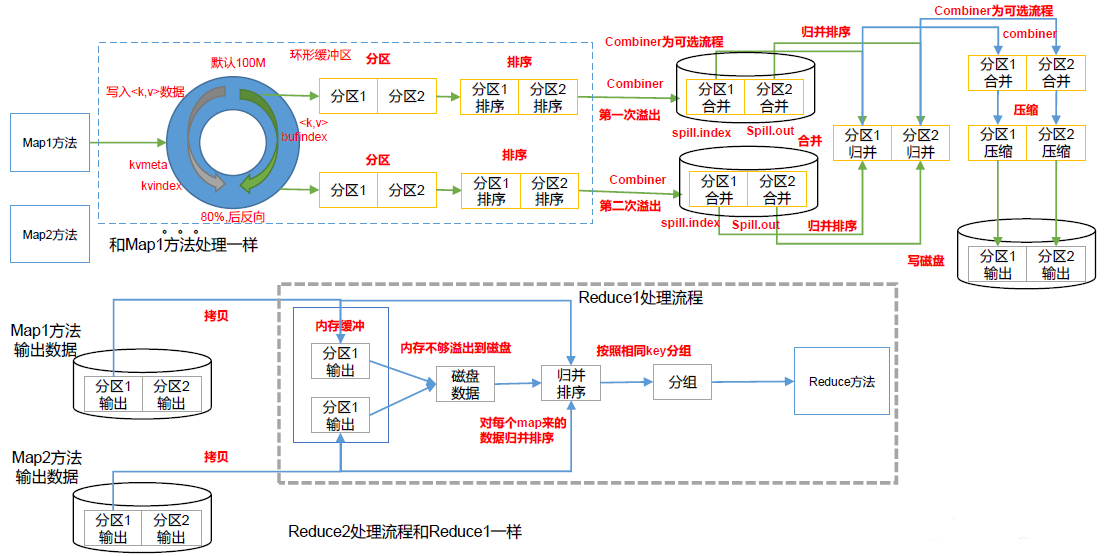 Combiner为可选流程
Combiner为可选流程
归并排序
combiner
默认100M
环形缓冲区
分区
排序
写入<k,v>数据
分区1
分区2
分区1
排序
分区2
排序
Combiner
第一次溢出
分区1
合并
分区2
合并
分区1
合并
分区2
合并
压缩
<k,v>
bufindex
spill.index
Spill.out
合并
Map1方法
kvmeta
kvindex
分区
排序
分区1
归并
分区2
归并
分区1
压缩
分区2
压缩
分区1
分区2
分区1
排序
分区2
排序
Combiner
第二次溢出
分区1
合并
分区2
合并
80%,后反向
spill.index
Spill.out
归并排序
Map2方法
。。。
和Map1方法处理一样
写磁盘
分区1
输出
分区2
输出
Reduce1处理流程
拷贝
Map1方法
输出数据
内存缓冲
分区1
输出
内存不够溢出到磁盘
按照相同key分组
分区1
输出
分区2
输出
磁盘
数据
归并
排序
分组
Reduce方法
分区1
输出
对每个map来的
数据归并排序
拷贝
Map2方法
输出数据
分区1
输出
分区2
输出
Reduce2处理流程和Reduce1一样